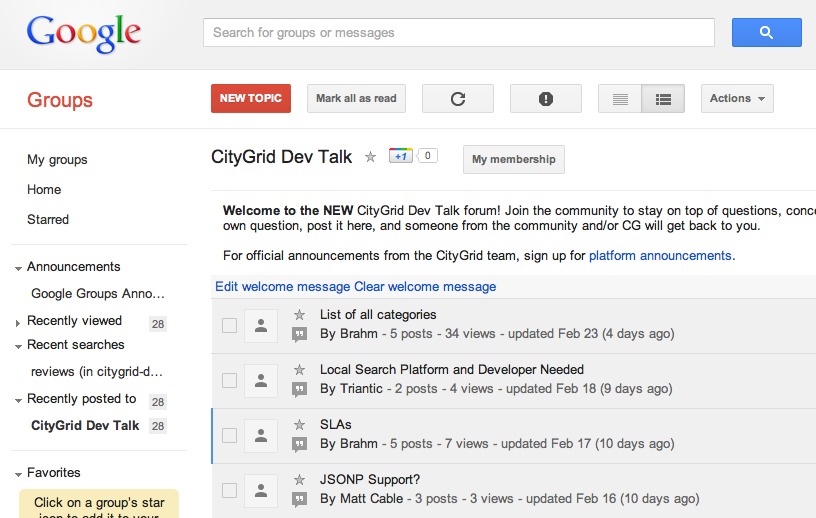 Google
Search for groups or messages
Groups
NEW TOPIC
Mark all as read
Actions
My groups
Home
Starred
Announcements
Google Groups Anno...
Recently viewed 28
Recent searches
reviews (in citygrid-d...
Recently posted to 28
CityGrid Dev Talk 28
Favorites
Click on a group's star
icon to add it to your
CityGrid Dev Talk
+1
0
My membership
Welcome to the NEW CityGrid Dev Talk forum! Join the community to stay on top of questions, conc
own question, post it here, and someone from the community and/or CG will get back to you.
For official announcements from the CityGrid team, sign up for platform announcements.
Edit welcome message Clear welcome message
List of all categories
By Brahm - 5 posts - 34 views - updated Feb 23 (4 days ago)
Local Search Platform and Developer Needed
By Triantic - 2 posts - 4 views - updated Feb 18 (9 days ago)
SLAs
By Brahm - 5 posts - 7 views - updated Feb 17 (10 days ago)
JSONP Support?
By Matt Cable - 3 posts - 3 views - updated Feb 16 (10 days ago)